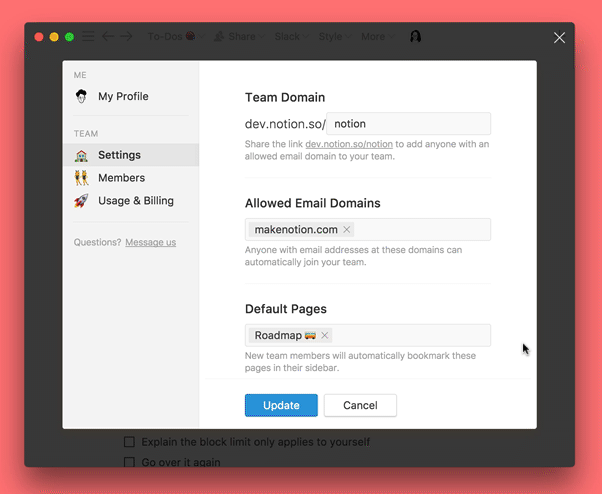 To-Dos
Share
Slack
Style
More
ME
My Profile
TEAM
Settings
Members
Usage & Billing
Questions? Message us
Team Domain
dev.notion.so/ notion
Share the link dev.notion.so/notion to add anyone with an
allowed email domain to your team.
Allowed Email Domains
makenotion.com
Anyone with email addresses at these domains can
automatically join your team.
Default Pages
Roadmap
New team members will automatically bookmark these
pages in their sidebar.
Update
Cancel
Explain the block limit only applies to yourself
Go over it again